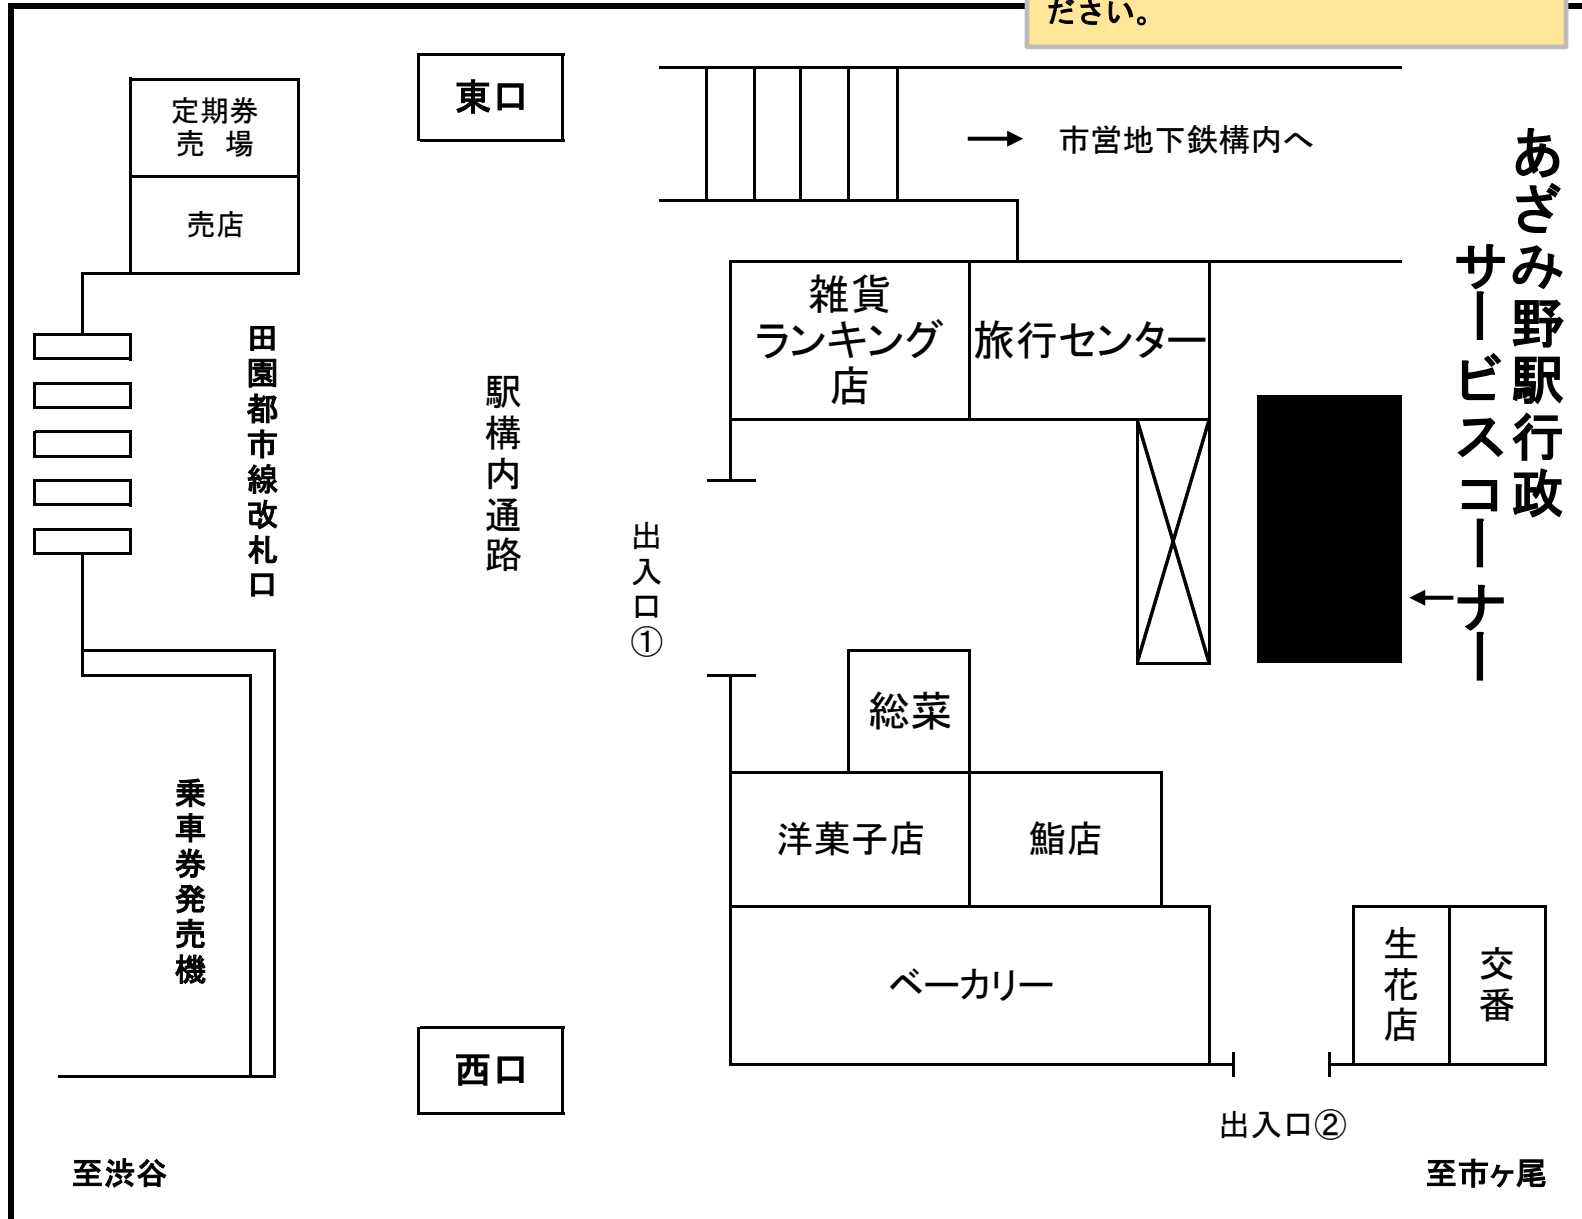 ださい。
東口
定期券
売　場
売店
→　市営地下鉄構内へ
あざみ野駅行政
サービスコーナー
雑貨
ランキング
店
旅行センター
田園都市線改札口
駅構内通路
出入口①
総菜
洋菓子店
鮨店
乗車券発売機
ベーカリー
生花店
交番
西口
出入口②
至渋谷
至市ヶ尾